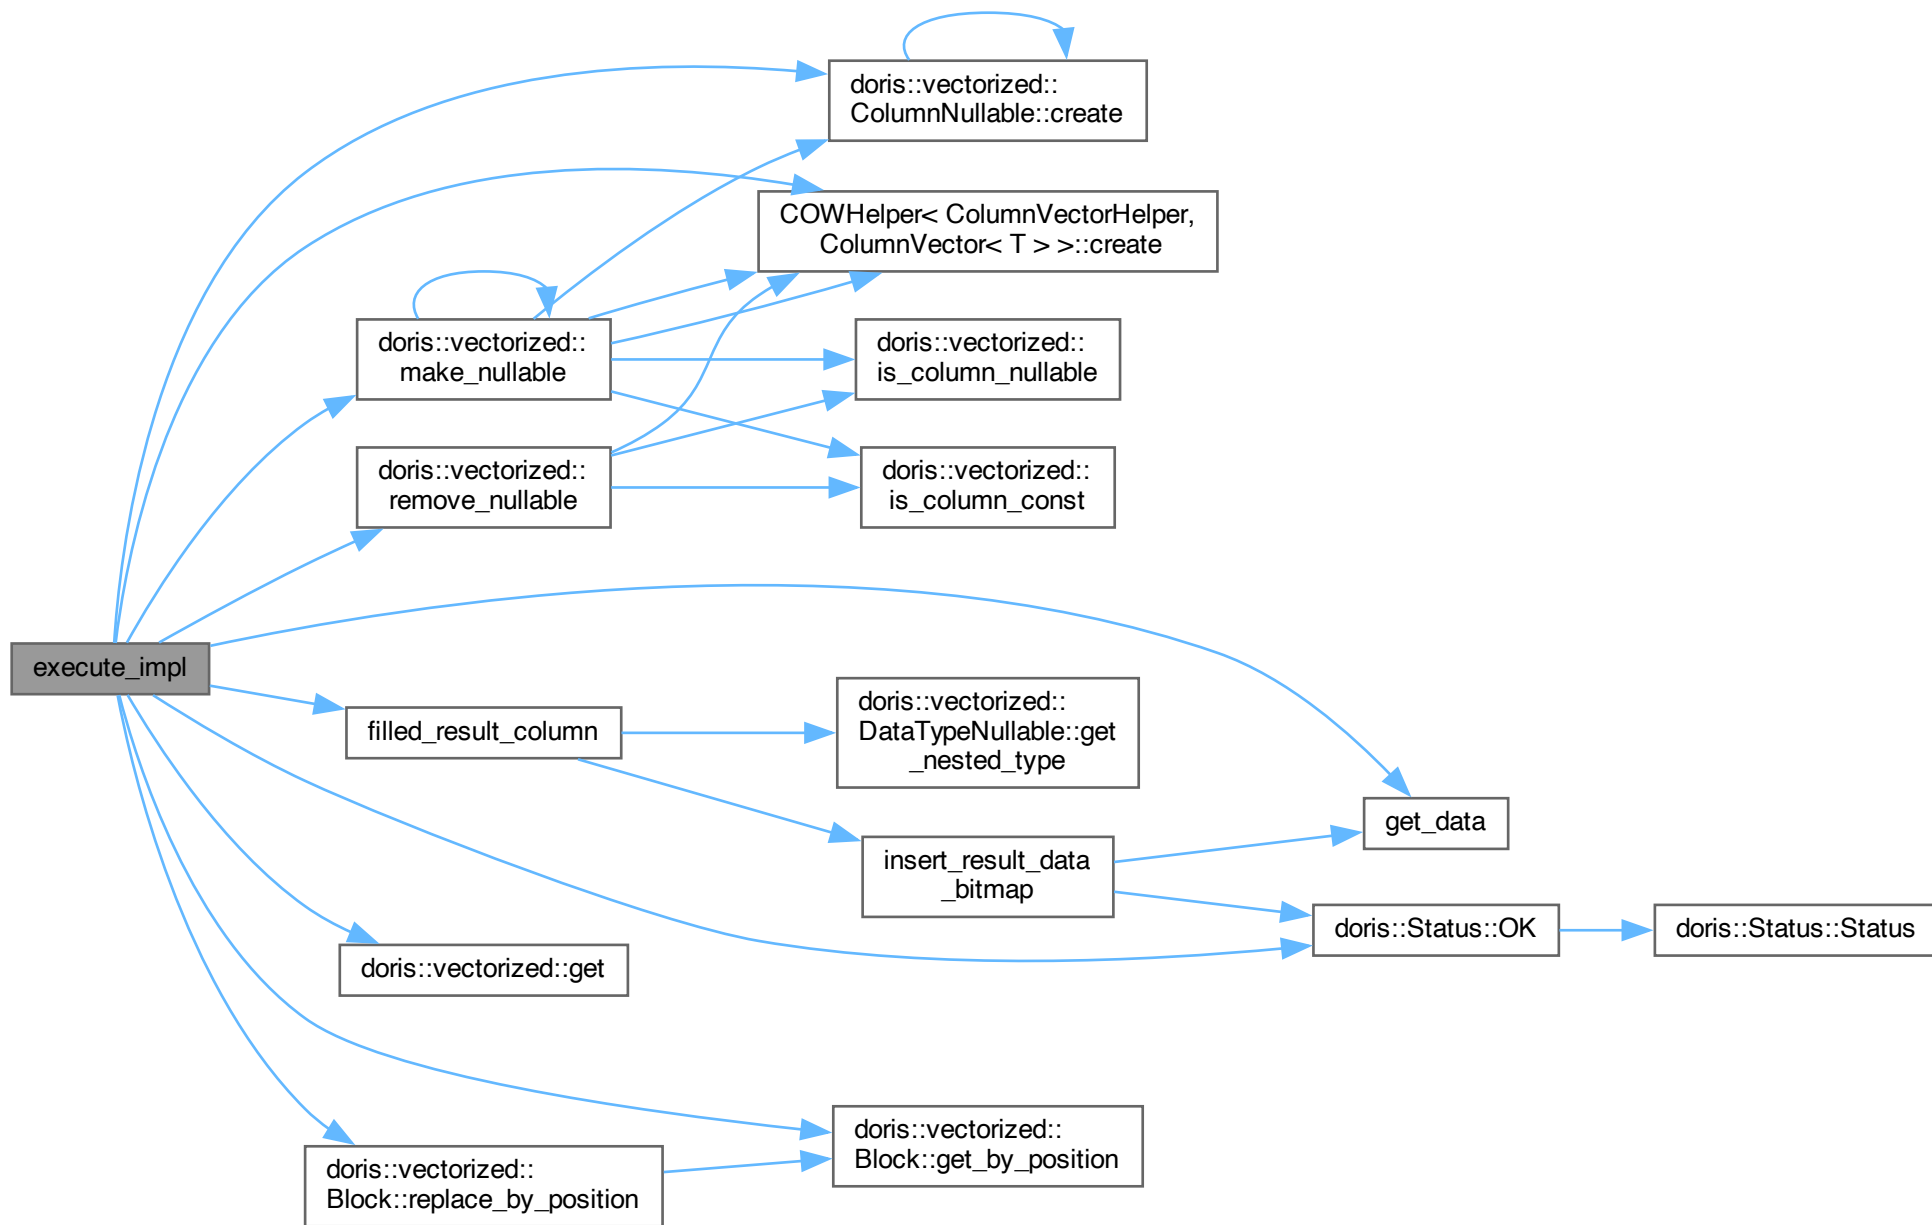 doris::vectorized::
ColumnNullable::create
COWHelper< ColumnVectorHelper,
ColumnVector< T > >::create
doris::vectorized::
make_nullable
doris::vectorized::
is_column_nullable
doris::vectorized::
remove_nullable
doris::vectorized::
is_column_const
execute_impl
filled_result_column
doris::vectorized::
DataTypeNullable::get
_nested_type
get_data
insert_result_data
_bitmap
doris::Status::OK
doris::Status::Status
doris::vectorized::get
doris::vectorized::
Block::get_by_position
doris::vectorized::
Block::replace_by_position